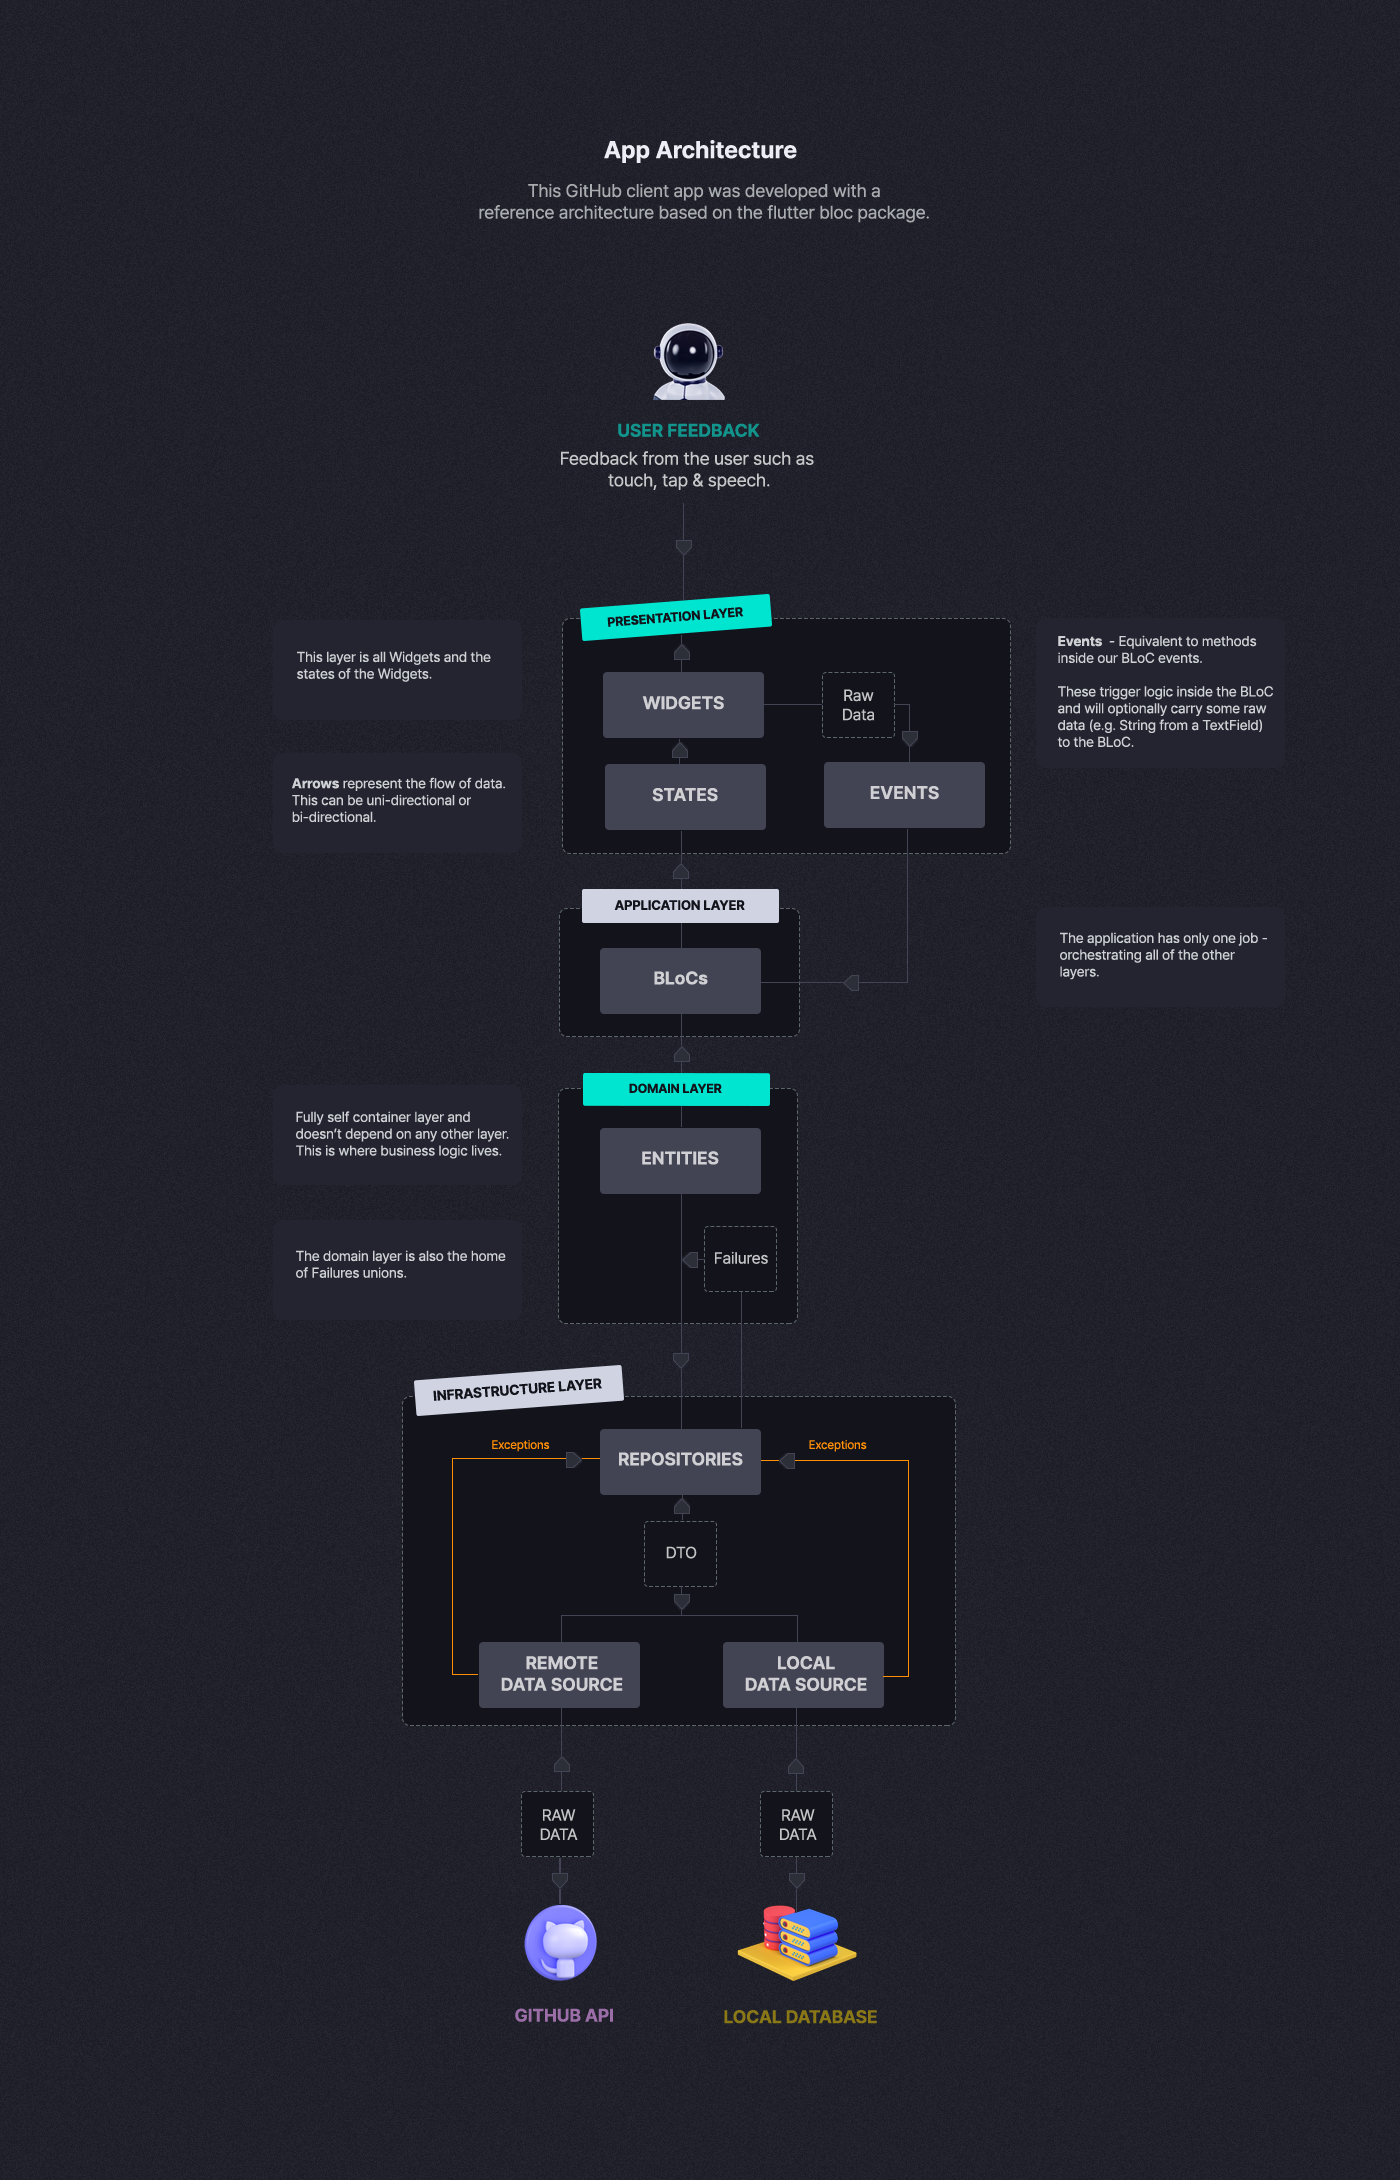 App Architecture
This GitHub client app was developed with a
reference architecture based on the flutter bloc package.
USER FEEDBACK
Feedback from the user such as
touch, tap & speech.
PRESENTATION LAYER
This layer is all Widgets and the
states of the Widgets.
Arrows represent the flow of data.
This can be uni-directional or
bi-directional.
WIDGETS
Raw
Data
STATES
EVENTS
Events - Equivalent to methods
inside our BLoC events.
These trigger logic inside the BLoC
and will optionally carry some raw
data (e.g. String from a TextField)
to the BLoC.
APPLICATION LAYER
BLoCs
The application has only one job -
orchestrating all of the other
layers.
DOMAIN LAYER
Fully self container layer and
doesn't depend on any other layer.
This is where business logic lives.
ENTITIES
The domain layer is also the home
of Failures unions.
Failures
INFRASTRUCTURE LAYER
Exceptions
REPOSITORIES
Exceptions
DTO
REMOTE
DATA SOURCE
LOCAL
DATA SOURCE
RAW
DATA
RAW
DATA
GITHUB API
LOCAL DATABASE